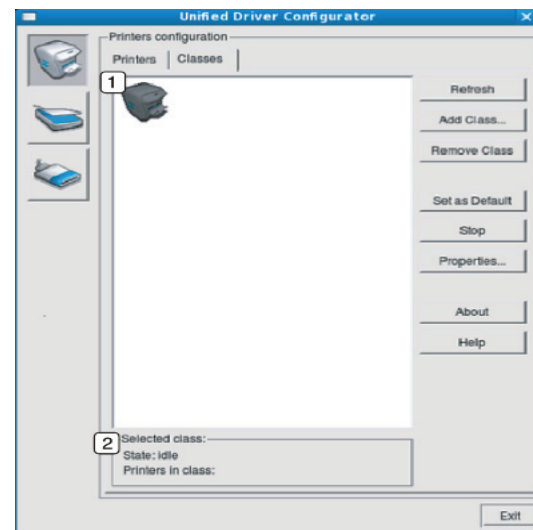 Unified Driver Configurator
Printers configuration
Printers Classes
1
Refresh
Add Class...
Remove Class
Set as Default
Stop
Properties...
About
Help
2
Selected class:
State: idle
Printers in class:
Exit